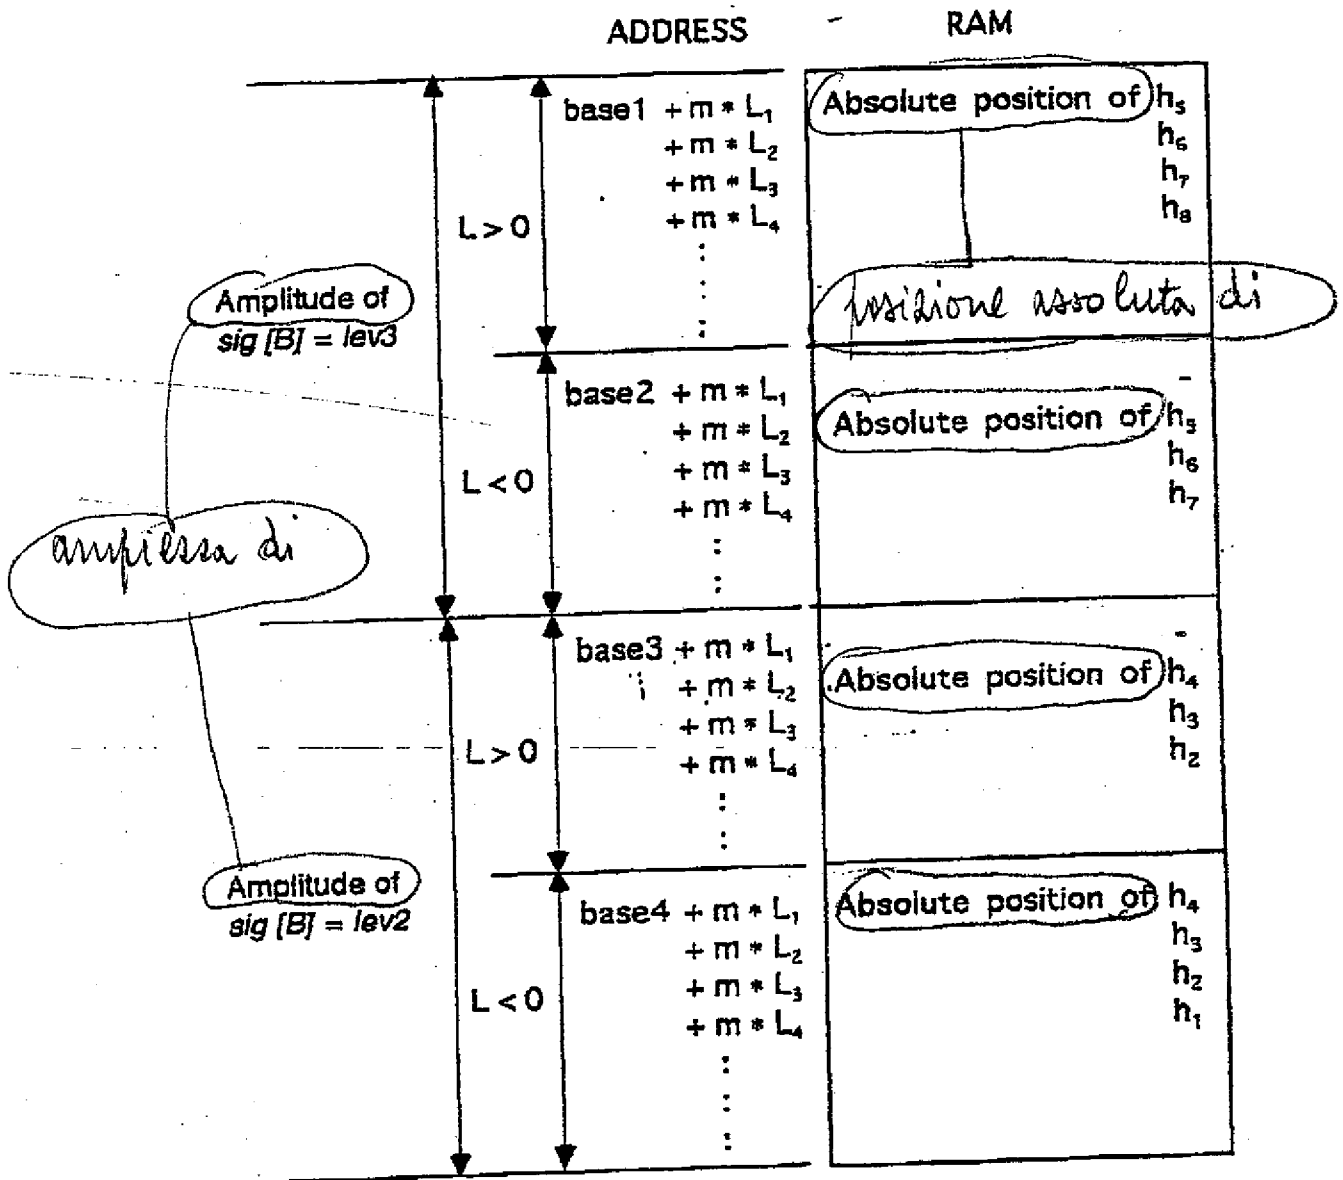 ADDRESS RAM
base1 + m * L₁ Absolute position of h₅
+ m * L₂ h₆
+ m * L₃ h₇
+ m * L₄ h₈
L > 0
Amplitude of
sig [B] = lev3
posizione assoluta di
base2 + m * L₁ -
+ m * L₂ Absolute position of h₅
+ m * L₃ h₆
+ m * L₄ h₇
L < 0
ampiezza di
base3 + m * L₁ -
+ m * L₂ Absolute position of h₄
+ m * L₃ h₃
+ m * L₄ h₂
L > 0
Amplitude of
sig [B] = lev2
base4 + m * L₁ Absolute position of h₄
+ m * L₂ h₃
+ m * L₃ h₂
+ m * L₄ h₁
L < 0